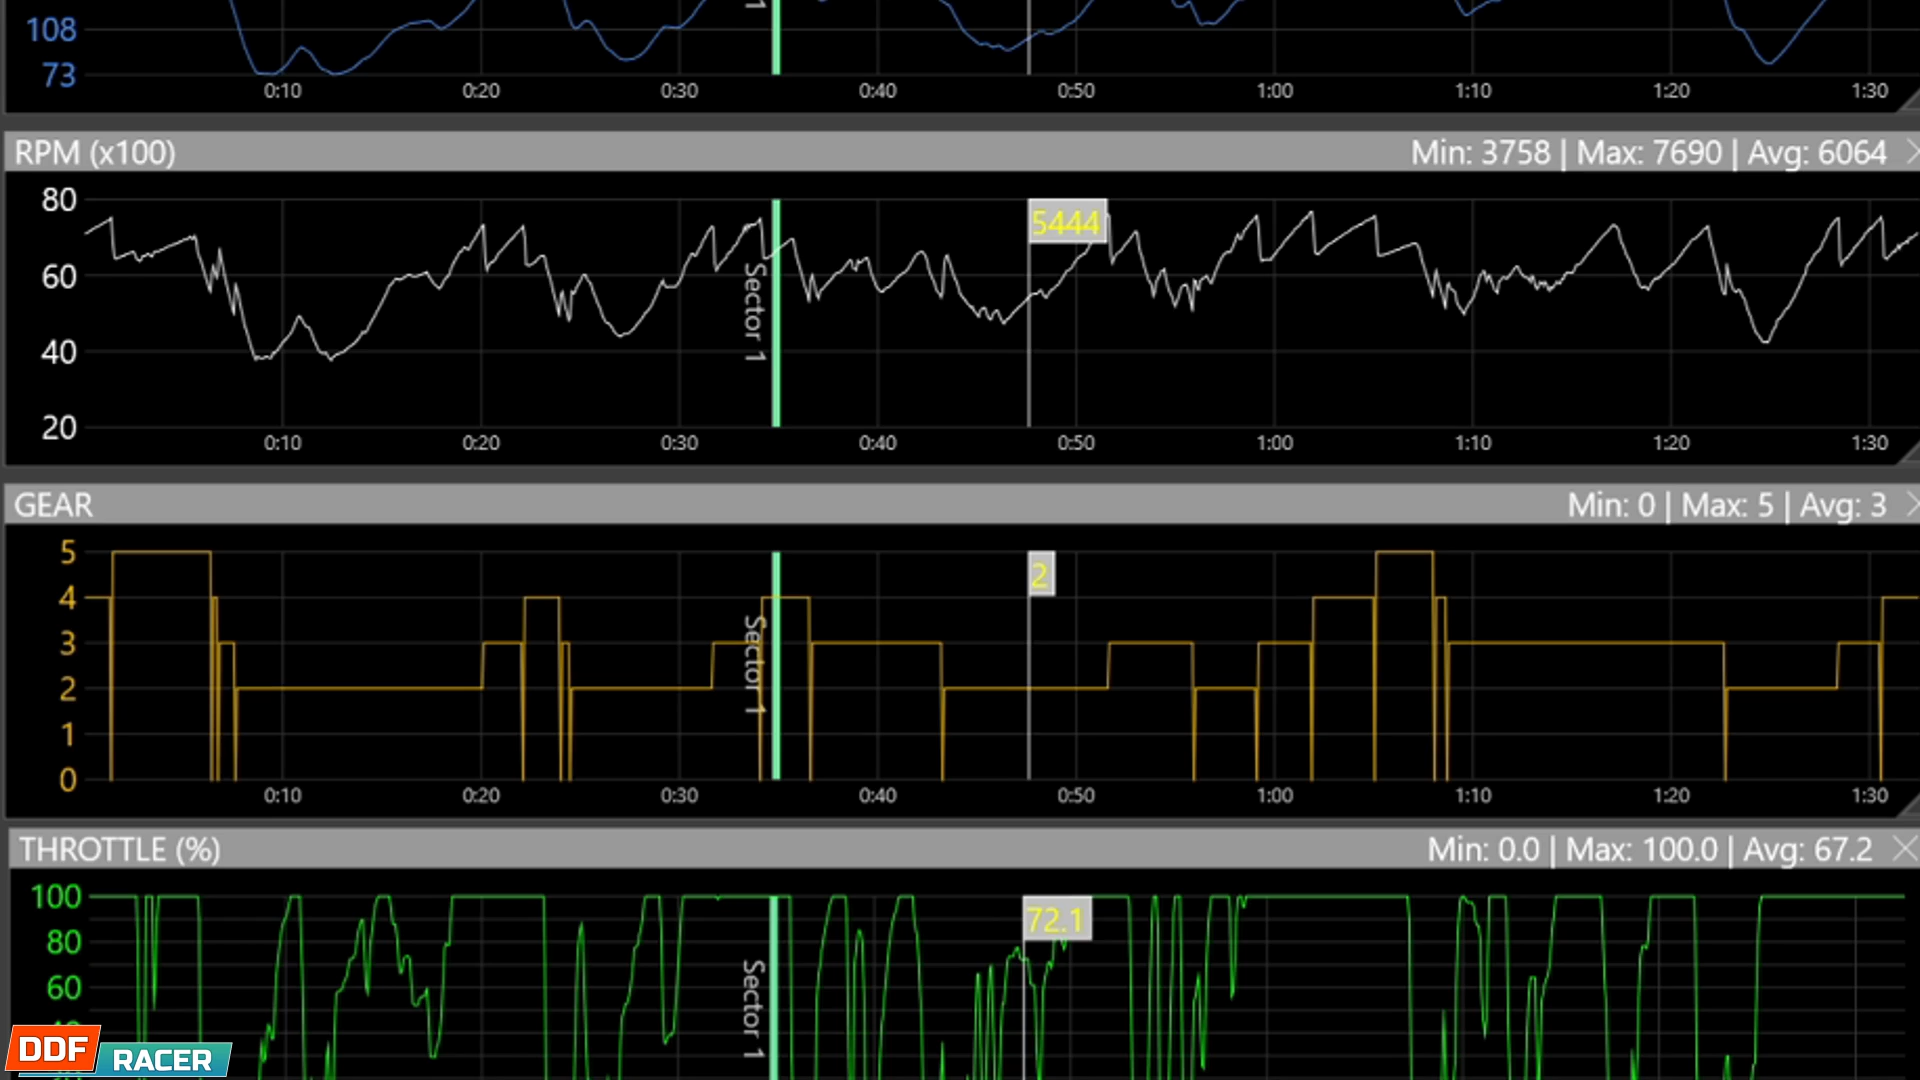 108
73
0:10 0:20 0:30 0:40 0:50 1:00 1:10 1:20 1:30
RPM (x100) Min: 3758 | Max: 7690 | Avg: 6064
80
5444
60
Sector 1
40
20
0:10 0:20 0:30 0:40 0:50 1:00 1:10 1:20 1:30
GEAR Min: 0 | Max: 5 | Avg: 3
5
2
4
3
Sector 1
2
1
0
0:10 0:20 0:30 0:40 0:50 1:00 1:10 1:20 1:30
THROTTLE (%) Min: 0.0 | Max: 100.0 | Avg: 67.2
100
72.1
80
60
Sector 1
DDF RACER